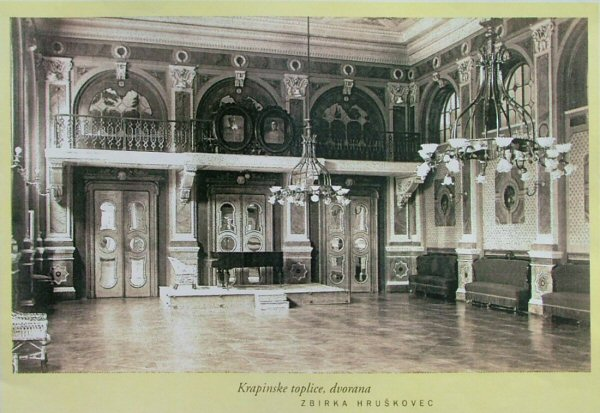 Krapinske toplice, dvorana
ZBIRKA HRUŠKOVEC